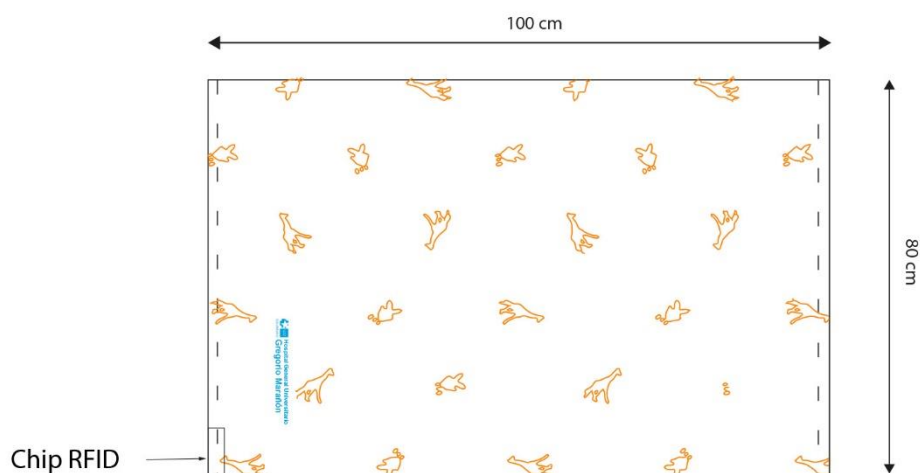 100 cm
80 cm
Hospital General Universitario
Gregorio Marañón
Chip RFID